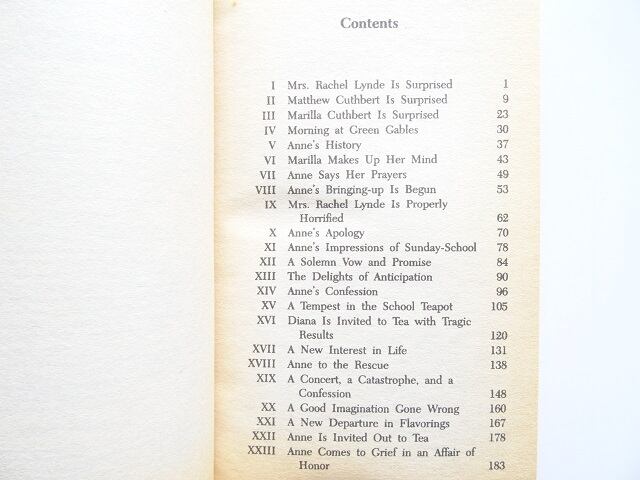 Contents
I Mrs. Rachel Lynde Is Surprised 1
II Matthew Cuthbert Is Surprised 9
III Marilla Cuthbert Is Surprised 23
IV Morning at Green Gables 30
V Anne's History 37
VI Marilla Makes Up Her Mind 43
VII Anne Says Her Prayers 49
VIII Anne's Bringing-up Is Begun 53
IX Mrs. Rachel Lynde Is Properly
Horrified 62
X Anne's Apology 70
XI Anne's Impressions of Sunday-School 78
XII A Solemn Vow and Promise 84
XIII The Delights of Anticipation 90
XIV Anne's Confession 96
XV A Tempest in the School Teapot 105
XVI Diana Is Invited to Tea with Tragic
Results 120
XVII A New Interest in Life 131
XVIII Anne to the Rescue 138
XIX A Concert, a Catastrophe, and a
Confession 148
XX A Good Imagination Gone Wrong 160
XXI A New Departure in Flavorings 167
XXII Anne Is Invited Out to Tea 178
XXIII Anne Comes to Grief in an Affair of
Honor 183